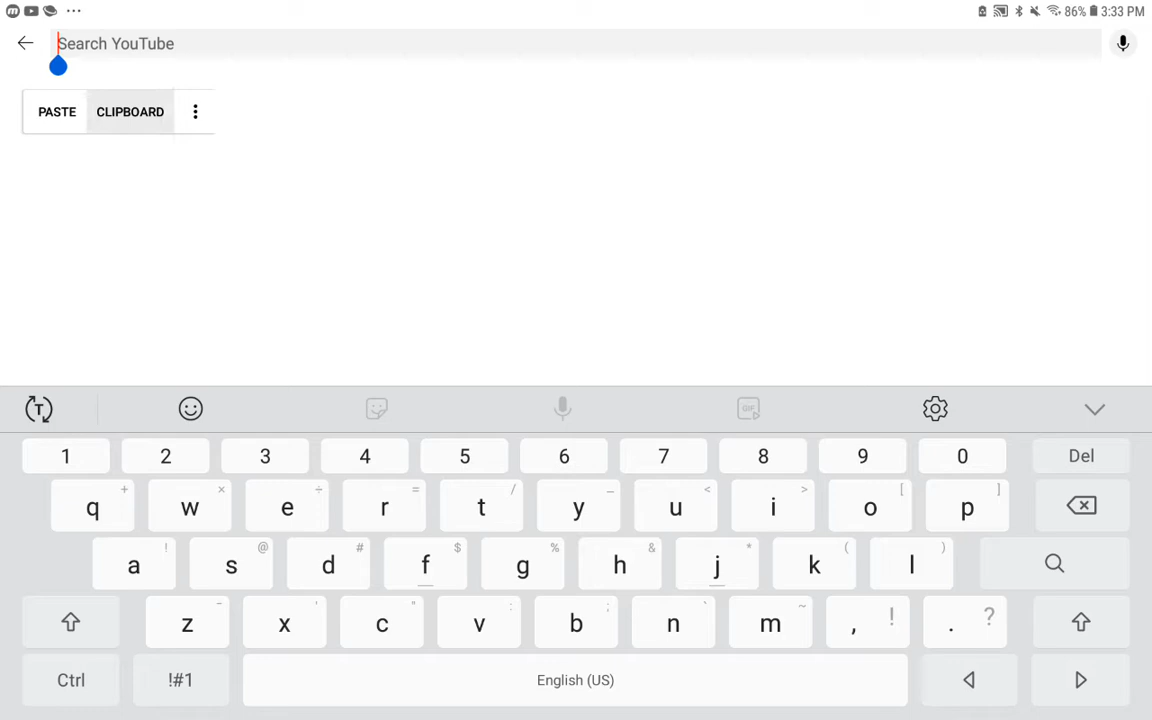 86% 3:33 PM
Search YouTube
PASTE CLIPBOARD
T GIF
1 2 3 4 5 6 7 8 9 0 Del
q + w × e ÷ r = t / y _ u < i > o [ p ]
a ! s @ d # f $ g % h & j * k ( l )
z - x ' c " v : b ; n ` m ~ , ! . ?
Ctrl !#1 English (US)